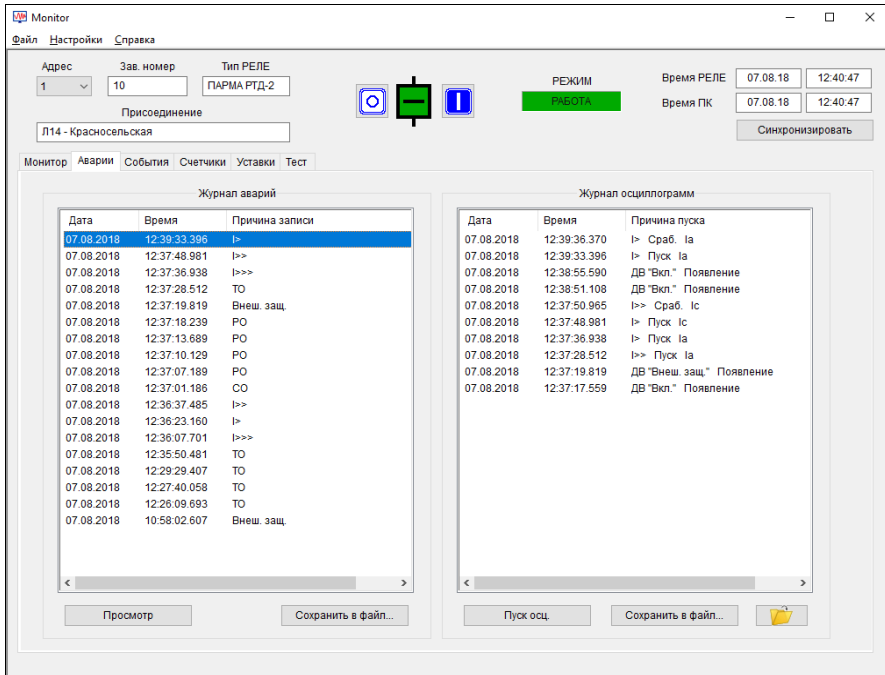 Monitor
Файл Настройки Справка
Адрес Зав. номер Тип РЕЛЕ
1 10 ПАРМА РТД-2
Присоединение
Л14 - Красносельская
РЕЖИМ
РАБОТА
Время РЕЛЕ 07.08.18 12:40:47
Время ПК 07.08.18 12:40:47
Синхронизировать
Монитор Аварии События Счетчики Уставки Тест
Журнал аварий
Дата Время Причина записи
07.08.2018 12:39:33.396 I>
07.08.2018 12:37:48.981 I>>
07.08.2018 12:37:36.938 I>>>
07.08.2018 12:37:28.512 ТО
07.08.2018 12:37:19.819 Внеш. защ.
07.08.2018 12:37:18.239 РО
07.08.2018 12:37:13.689 РО
07.08.2018 12:37:10.129 РО
07.08.2018 12:37:07.189 РО
07.08.2018 12:37:01.186 СО
07.08.2018 12:36:37.485 I>>
07.08.2018 12:36:23.160 I>
07.08.2018 12:36:07.701 I>>>
07.08.2018 12:35:50.481 ТО
07.08.2018 12:29:29.407 ТО
07.08.2018 12:27:40.058 ТО
07.08.2018 12:26:09.693 ТО
07.08.2018 10:58:02.607 Внеш. защ.
Просмотр Сохранить в файл...
Журнал осциллограмм
Дата Время Причина пуска
07.08.2018 12:39:36.370 I> Сраб. Ia
07.08.2018 12:39:33.396 I> Пуск Ia
07.08.2018 12:38:55.590 ДВ "Вкл." Появление
07.08.2018 12:38:51.108 ДВ "Вкл." Появление
07.08.2018 12:37:50.965 I>> Сраб. Ic
07.08.2018 12:37:48.981 I> Пуск Ic
07.08.2018 12:37:36.938 I> Пуск Ia
07.08.2018 12:37:28.512 I>> Пуск Ia
07.08.2018 12:37:19.819 ДВ "Внеш. защ." Появление
07.08.2018 12:37:17.559 ДВ "Вкл." Появление
Пуск осц. Сохранить в файл...